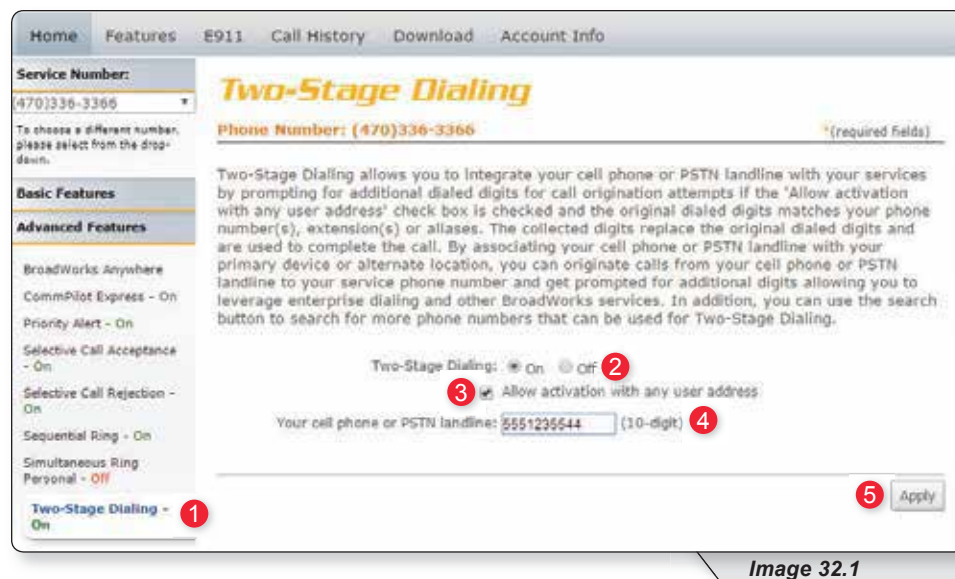 Home Features E911 Call History Download Account Info
Service Number:
(470)336-3366
To choose a different number,
please select from the drop-
down.
Basic Features
Advanced Features
BroadWorks Anywhere
CommPilot Express - On
Priority Alert - On
Selective Call Acceptance
- On
Selective Call Rejection -
On
Sequential Ring - On
Simultaneous Ring
Personal - Off
Two-Stage Dialing -
On
1
Two-Stage Dialing
Phone Number: (470)336-3366 *(required fields)
Two-Stage Dialing allows you to integrate your cell phone or PSTN landline with your services
by prompting for additional dialed digits for call origination attempts if the 'Allow activation
with any user address' check box is checked and the original dialed digits matches your phone
number(s), extension(s) or aliases. The collected digits replace the original dialed digits and
are used to complete the call. By associating your cell phone or PSTN landline with your
primary device or alternate location, you can originate calls from your cell phone or PSTN
landline to your service phone number and get prompted for additional digits allowing you to
leverage enterprise dialing and other BroadWorks services. In addition, you can use the search
button to search for more phone numbers that can be used for Two-Stage Dialing.
Two-Stage Dialing: On Off 2
3 Allow activation with any user address
Your cell phone or PSTN landline: 5551235544 (10-digit) 4
5 Apply
Image 32.1